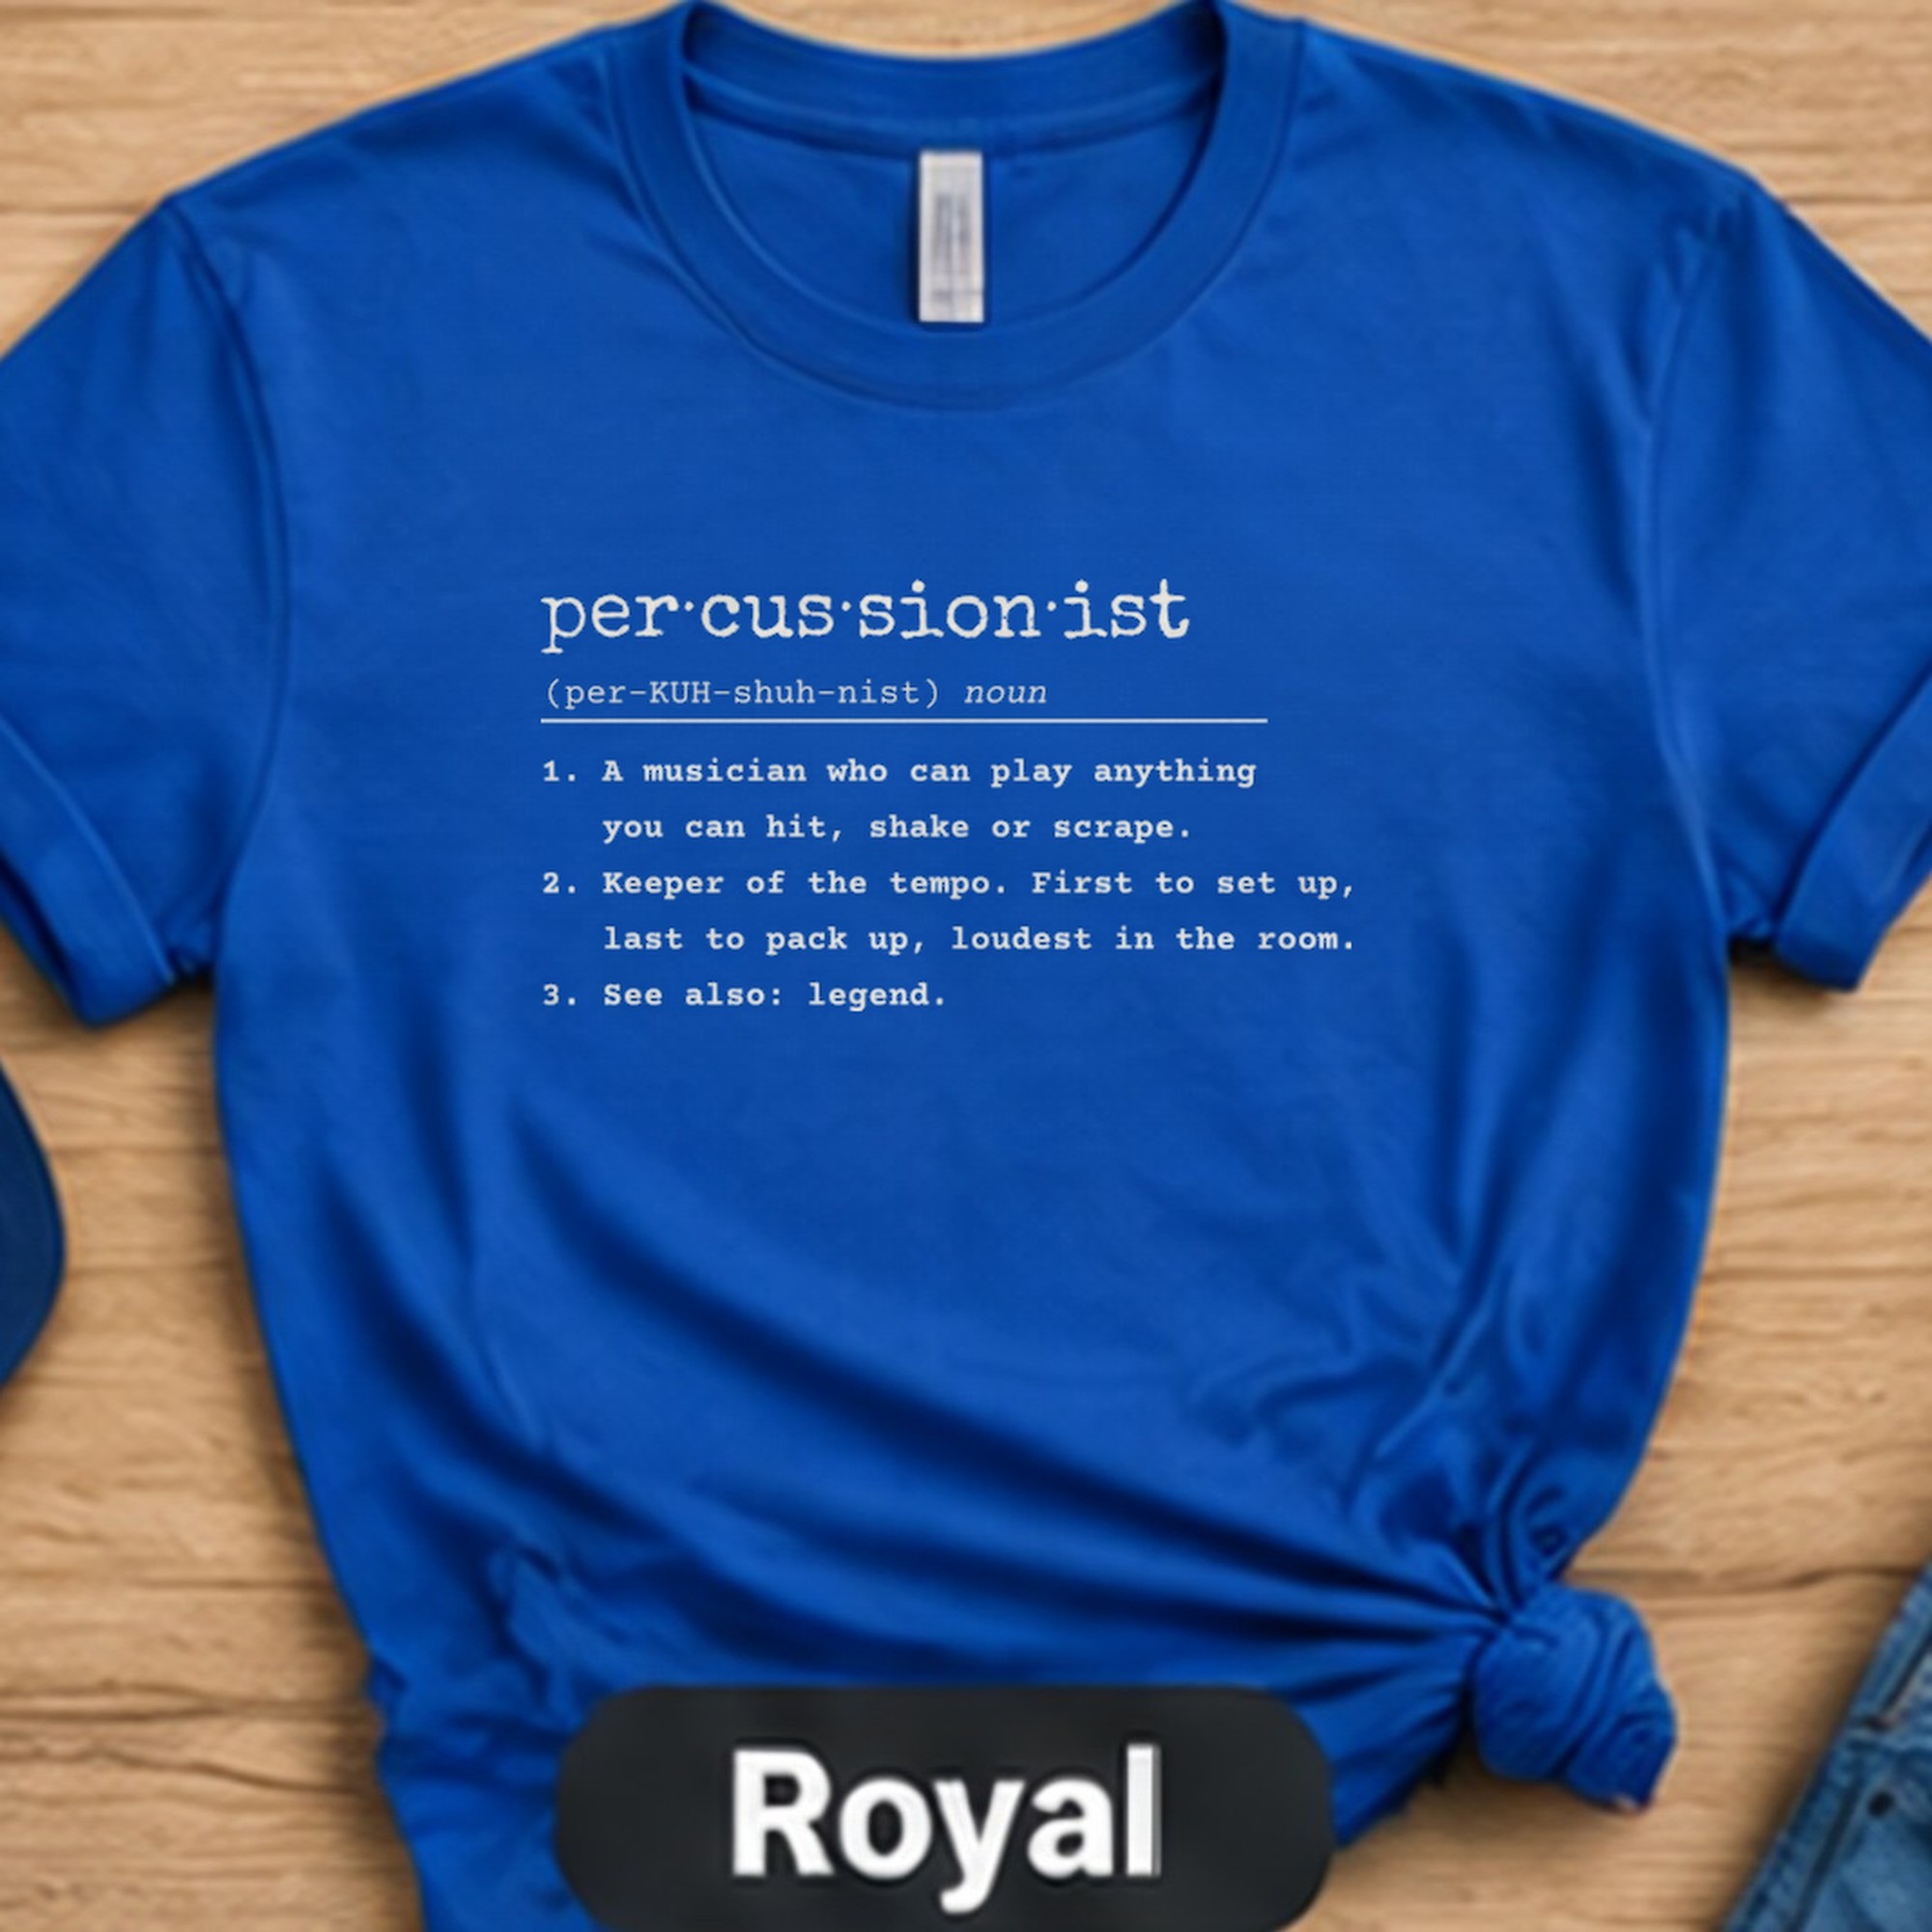 per·cus·sion·ist
(per-KUH-shuh-nist) noun
1. A musician who can play anything
you can hit, shake or scrape.
2. Keeper of the tempo. First to set up,
last to pack up, loudest in the room.
3. See also: legend.
Royal